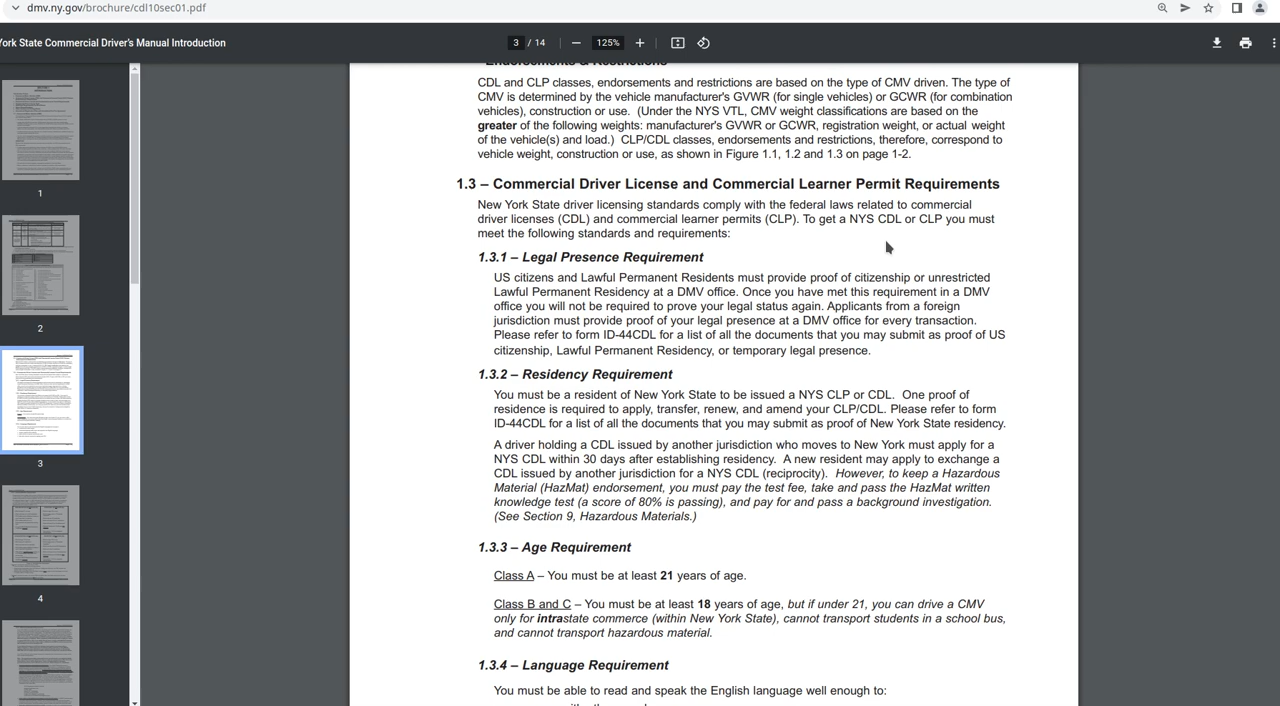 dmv.ny.gov/brochure/cdl10sec01.pdf
York State Commercial Driver's Manual Introduction
3 / 14
125%
Endorsements & Restrictions
CDL and CLP classes, endorsements and restrictions are based on the type of CMV driven. The type of
CMV is determined by the vehicle manufacturer's GVWR (for single vehicles) or GCWR (for combination
vehicles), construction or use. (Under the NYS VTL, CMV weight classifications are based on the
greater of the following weights: manufacturer's GVWR or GCWR, registration weight, or actual weight
of the vehicle(s) and load.) CLP/CDL classes, endorsements and restrictions, therefore, correspond to
vehicle weight, construction or use, as shown in Figure 1.1, 1.2 and 1.3 on page 1-2.
1.3 – Commercial Driver License and Commercial Learner Permit Requirements
New York State driver licensing standards comply with the federal laws related to commercial
driver licenses (CDL) and commercial learner permits (CLP). To get a NYS CDL or CLP you must
meet the following standards and requirements:
1.3.1 – Legal Presence Requirement
US citizens and Lawful Permanent Residents must provide proof of citizenship or unrestricted
Lawful Permanent Residency at a DMV office. Once you have met this requirement in a DMV
office you will not be required to prove your legal status again. Applicants from a foreign
jurisdiction must provide proof of your legal presence at a DMV office for every transaction.
Please refer to form ID-44CDL for a list of all the documents that you may submit as proof of US
citizenship, Lawful Permanent Residency, or temporary legal presence.
1.3.2 – Residency Requirement
You must be a resident of New York State to be issued a NYS CLP or CDL. One proof of
residence is required to apply, transfer, renew, and amend your CLP/CDL. Please refer to form
ID-44CDL for a list of all the documents that you may submit as proof of New York State residency.
A driver holding a CDL issued by another jurisdiction who moves to New York must apply for a
NYS CDL within 30 days after establishing residency. A new resident may apply to exchange a
CDL issued by another jurisdiction for a NYS CDL (reciprocity). However, to keep a Hazardous
Material (HazMat) endorsement, you must pay the test fee, take and pass the HazMat written
knowledge test (a score of 80% is passing), and pay for and pass a background investigation.
(See Section 9, Hazardous Materials.)
1.3.3 – Age Requirement
Class A – You must be at least 21 years of age.
Class B and C – You must be at least 18 years of age, but if under 21, you can drive a CMV
only for intrastate commerce (within New York State), cannot transport students in a school bus,
and cannot transport hazardous material.
1.3.4 – Language Requirement
You must be able to read and speak the English language well enough to:
1
2
3
4